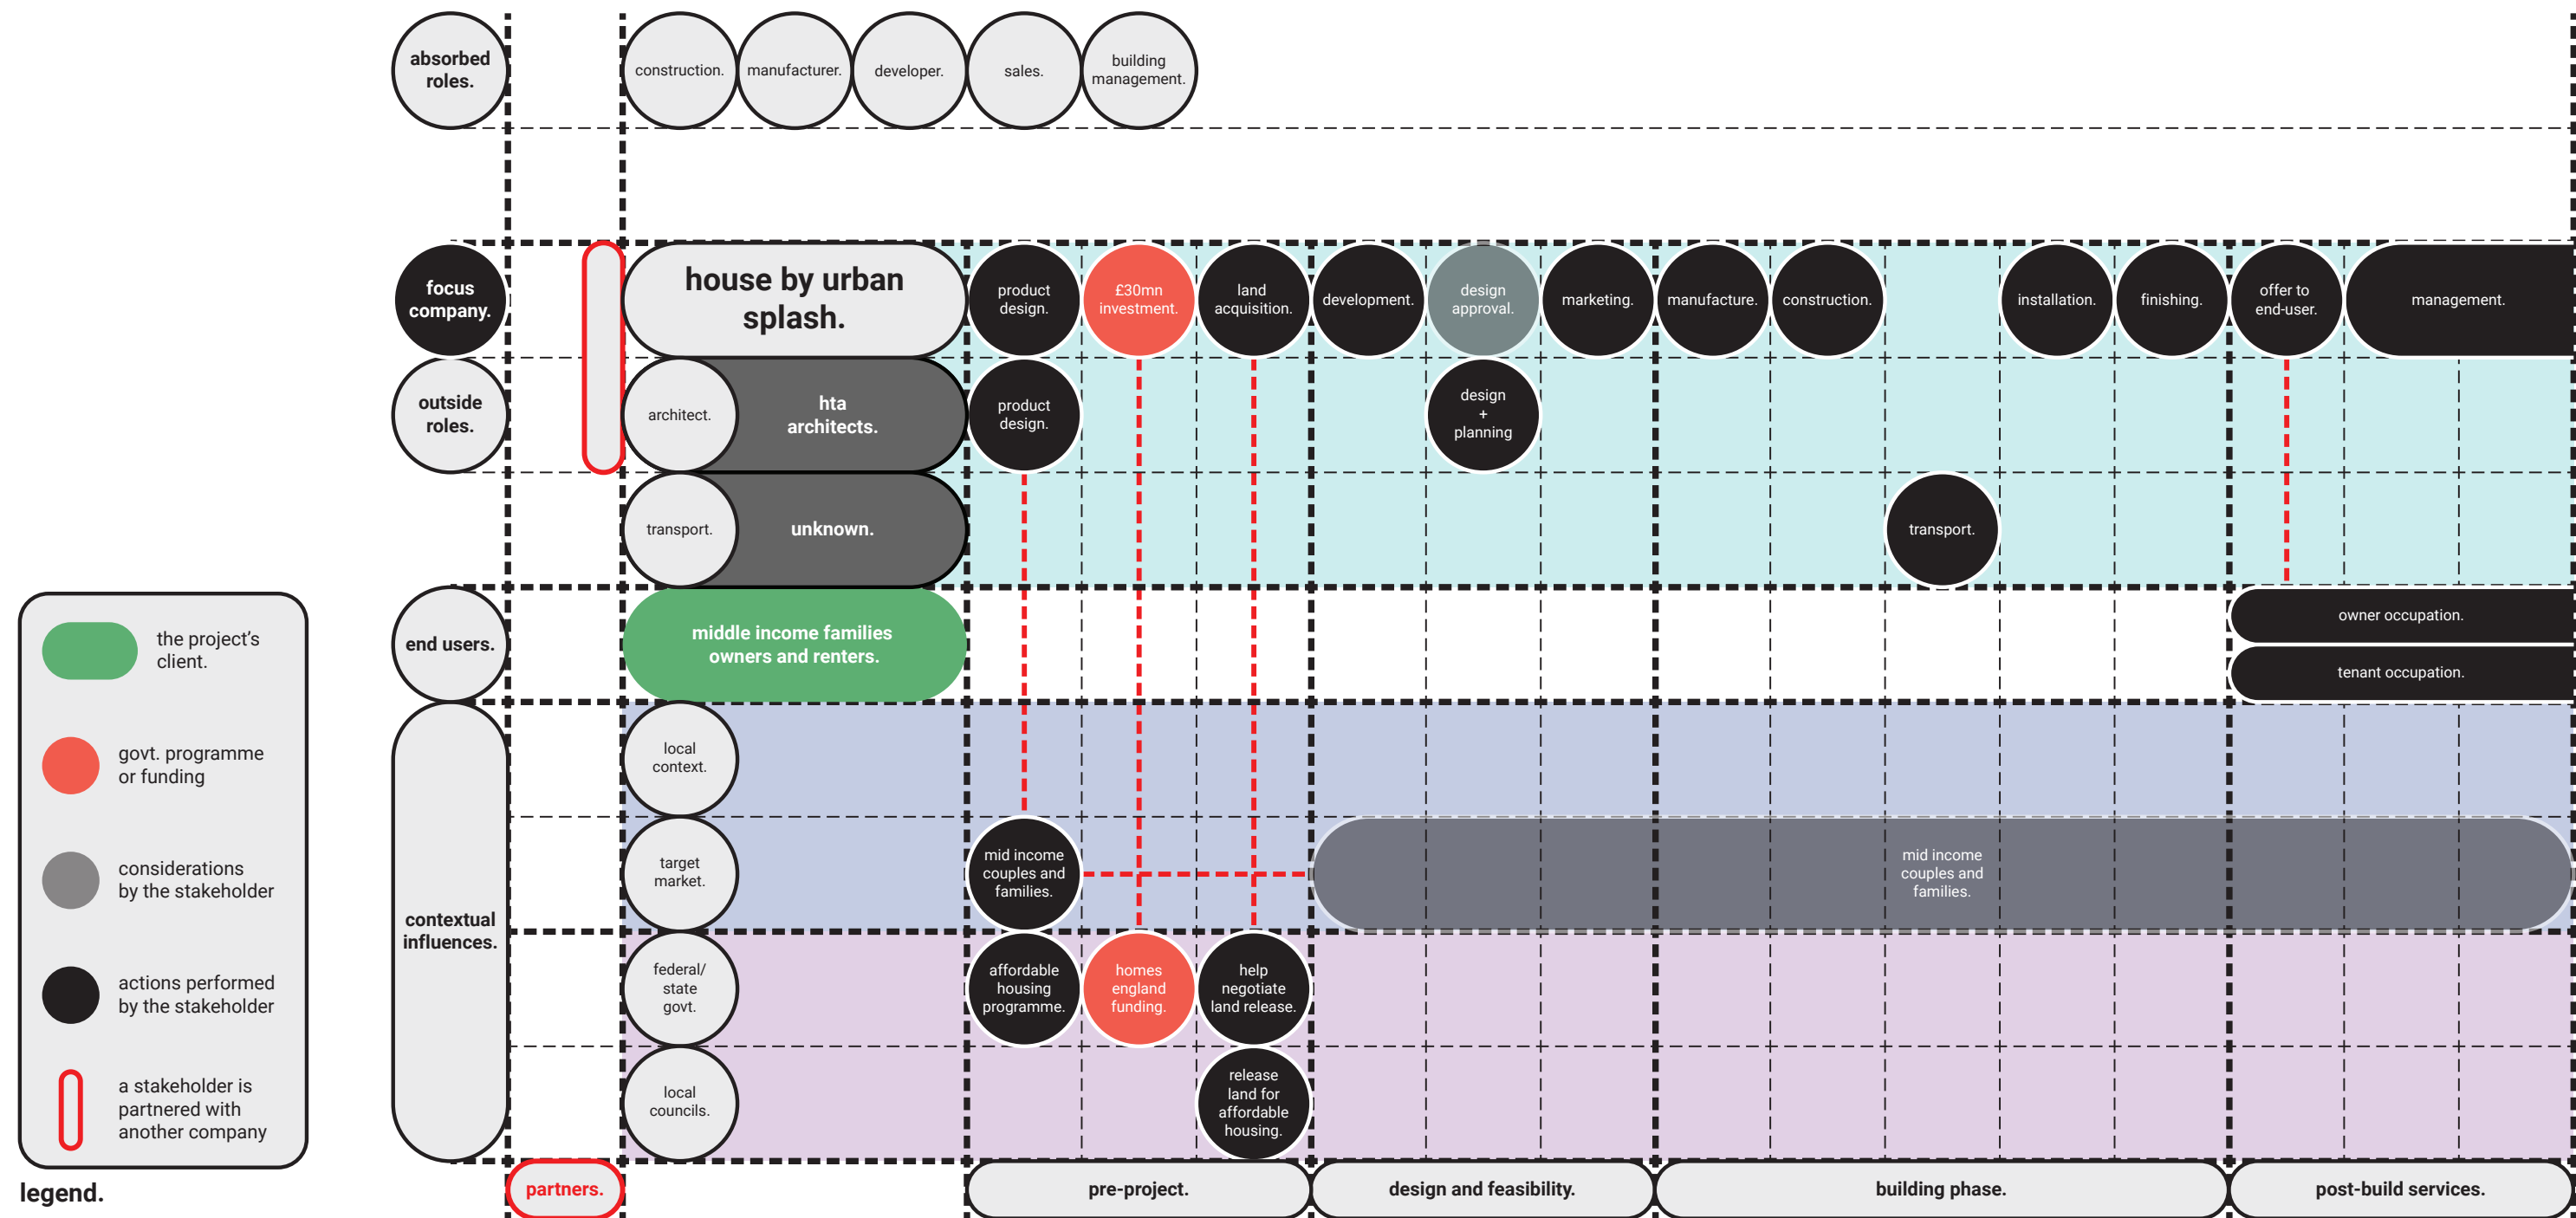 absorbed
roles.
construction.
manufacturer.
developer.
sales.
building
management.
focus
company.
house by urban
splash.
product
design.
£30mn
investment.
land
acquisition.
development.
design
approval.
marketing.
manufacture.
construction.
installation.
finishing.
offer to
end-user.
management.
outside
roles.
architect.
hta
architects.
product
design.
design
+
planning
transport.
unknown.
transport.
end users.
middle income families
owners and renters.
owner occupation.
tenant occupation.
contextual
influences.
local
context.
target
market.
mid income
couples and
families.
mid income
couples and
families.
federal/
state
govt.
affordable
housing
programme.
homes
england
funding.
help
negotiate
land release.
local
councils.
release
land for
affordable
housing.
partners.
pre-project.
design and feasibility.
building phase.
post-build services.
the project’s
client.
govt. programme
or funding
considerations
by the stakeholder
actions performed
by the stakeholder
a stakeholder is
partnered with
another company
legend.